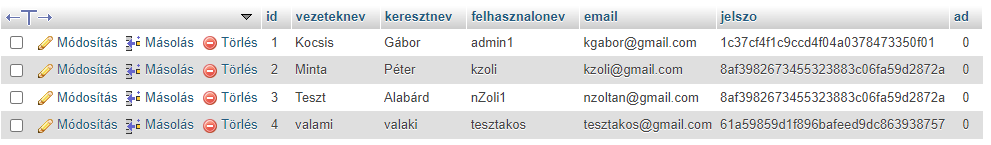 id vezeteknev keresztnev felhasznalonev email jelszo ad
Módosítás Másolás Törlés 1 Kocsis Gábor admin1 kgabor@gmail.com 1c37cf4f1c9ccd4f04a0378473350f01 0
Módosítás Másolás Törlés 2 Minta Péter kzoli kzoli@gmail.com 8af3982673455323883c06fa59d2872a 0
Módosítás Másolás Törlés 3 Teszt Alabárd nZoli1 nzoltan@gmail.com 8af3982673455323883c06fa59d2872a 0
Módosítás Másolás Törlés 4 valami valaki tesztakos tesztakos@gmail.com 61a59859d1f896bafeed9dc863938757 0